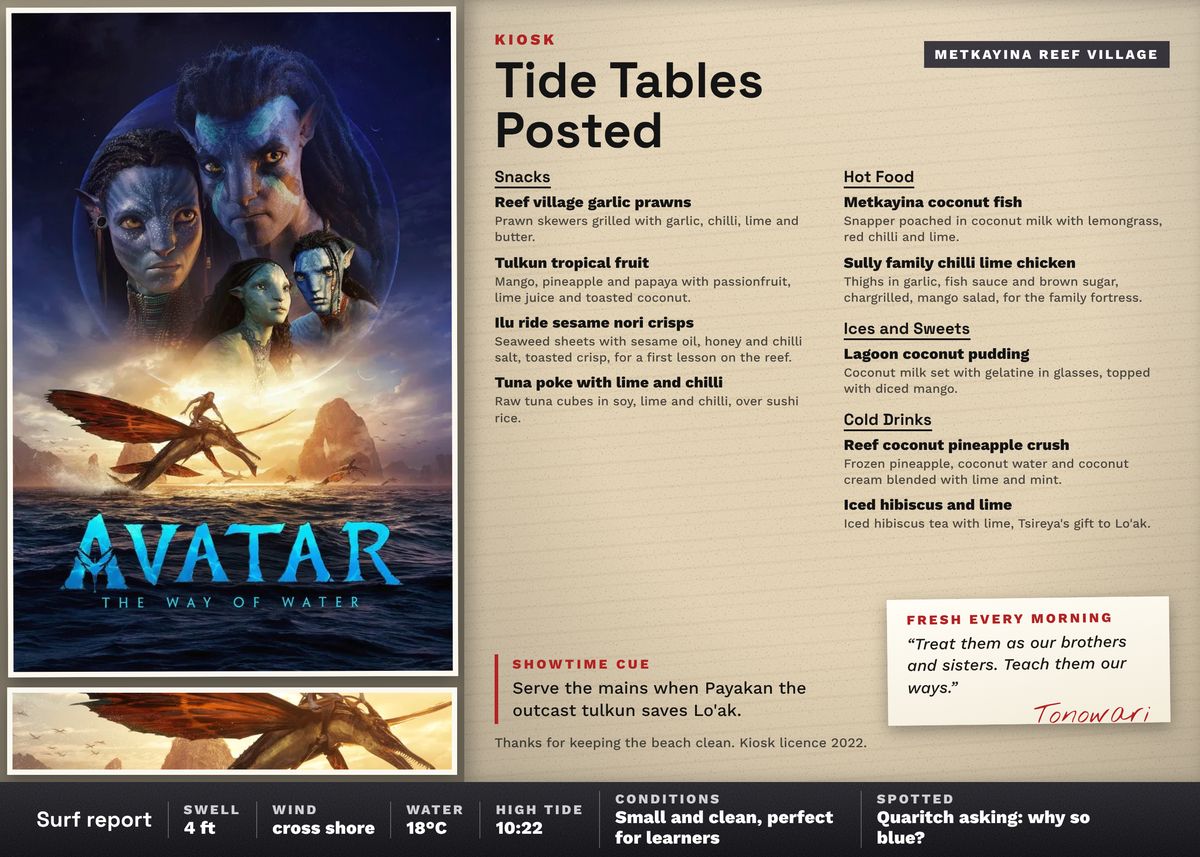 AVATAR
THE WAY OF WATER
KIOSK
Tide Tables
Posted
METKAYINA REEF VILLAGE
Snacks
Reef village garlic prawns
Prawn skewers grilled with garlic, chilli, lime and
butter.
Tulkun tropical fruit
Mango, pineapple and papaya with passionfruit,
lime juice and toasted coconut.
Ilu ride sesame nori crisps
Seaweed sheets with sesame oil, honey and chilli
salt, toasted crisp, for a first lesson on the reef.
Tuna poke with lime and chilli
Raw tuna cubes in soy, lime and chilli, over sushi
rice.
Hot Food
Metkayina coconut fish
Snapper poached in coconut milk with lemongrass,
red chilli and lime.
Sully family chilli lime chicken
Thighs in garlic, fish sauce and brown sugar,
chargrilled, mango salad, for the family fortress.
Ices and Sweets
Lagoon coconut pudding
Coconut milk set with gelatine in glasses, topped
with diced mango.
Cold Drinks
Reef coconut pineapple crush
Frozen pineapple, coconut water and coconut
cream blended with lime and mint.
Iced hibiscus and lime
Iced hibiscus tea with lime, Tsireya's gift to Lo'ak.
SHOWTIME CUE
Serve the mains when Payakan the
outcast tulkun saves Lo'ak.
FRESH EVERY MORNING
“Treat them as our brothers
and sisters. Teach them our
ways.”
Tonowari
Thanks for keeping the beach clean. Kiosk licence 2022.
Surf report
SWELL
4 ft
WIND
cross shore
WATER
18°C
HIGH TIDE
10:22
CONDITIONS
Small and clean, perfect
for learners
SPOTTED
Quaritch asking: why so
blue?